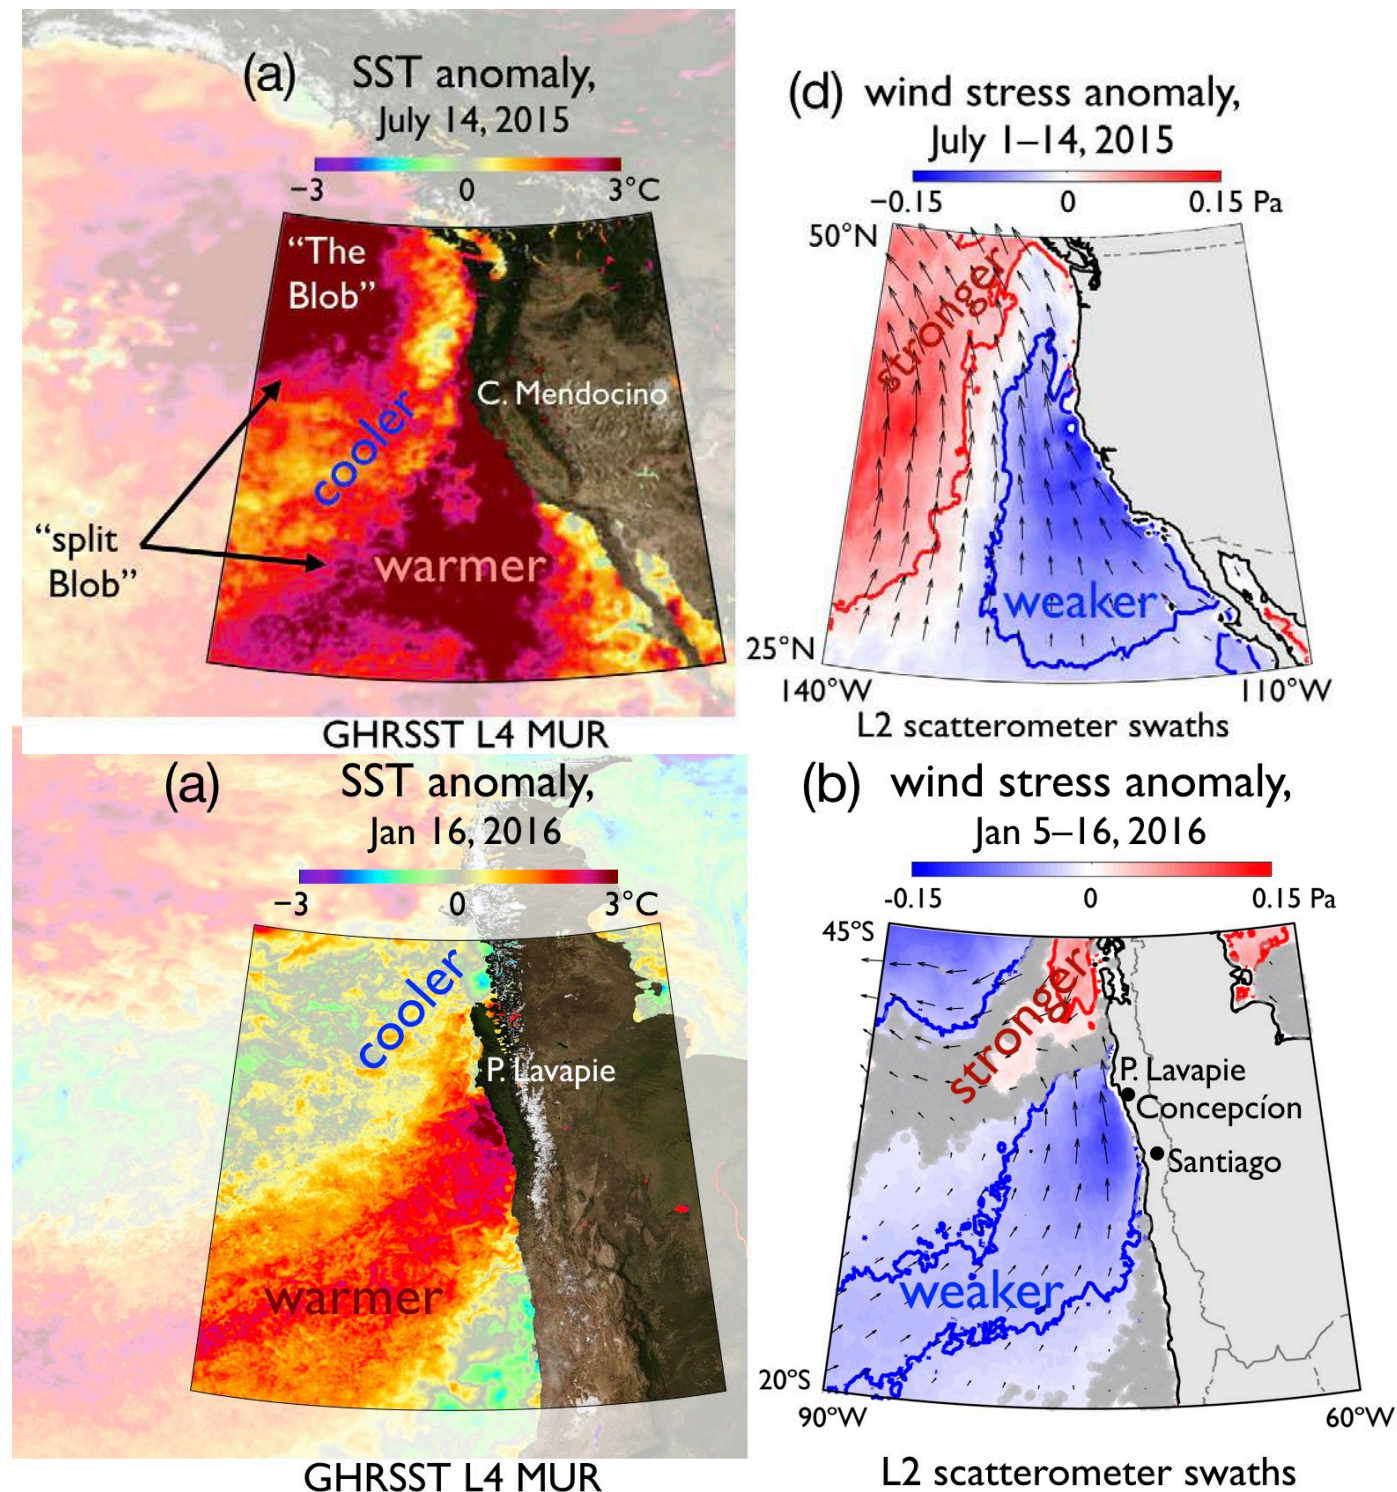 (a) SST anomaly,
July 14, 2015
−3 0 3°C
“The
Blob”
C. Mendocino
cooler
“split
Blob”
warmer
GHRSST L4 MUR
(d) wind stress anomaly,
July 1–14, 2015
−0.15 0 0.15 Pa
50°N
stronger
weaker
25°N
140°W 110°W
L2 scatterometer swaths
(a) SST anomaly,
Jan 16, 2016
−3 0 3°C
cooler
P. Lavapie
warmer
GHRSST L4 MUR
(b) wind stress anomaly,
Jan 5–16, 2016
-0.15 0 0.15 Pa
45°S
stronger
P. Lavapie
Concepcíon
Santiago
weaker
20°S
90°W 60°W
L2 scatterometer swaths